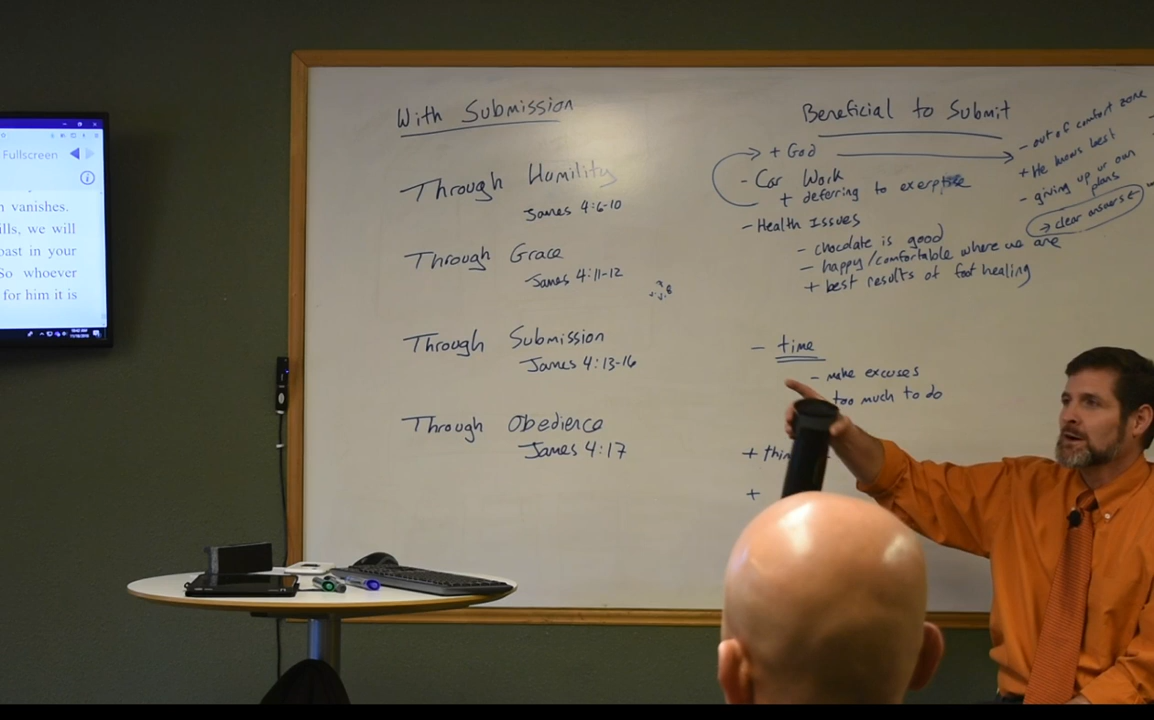 Fullscreen
n vanishes.
ills, we will
oast in your
So whoever
for him it is
With Submission
Through Humility
James 4:6-10
Through Grace
James 4:11-12
Through Submission
James 4:13-16
Through Obedience
James 4:17
Beneficial to Submit
+ God
- Car Work
+ deferring to
- Health Issues
- chocolate is good
- happy/comfortable where we are
+ best results of foot healing
- time
- make excuses
too much to do
+ thin
+
- out of comfort zone
+ He knows best
- giving up ur own
plans
→ clear answers